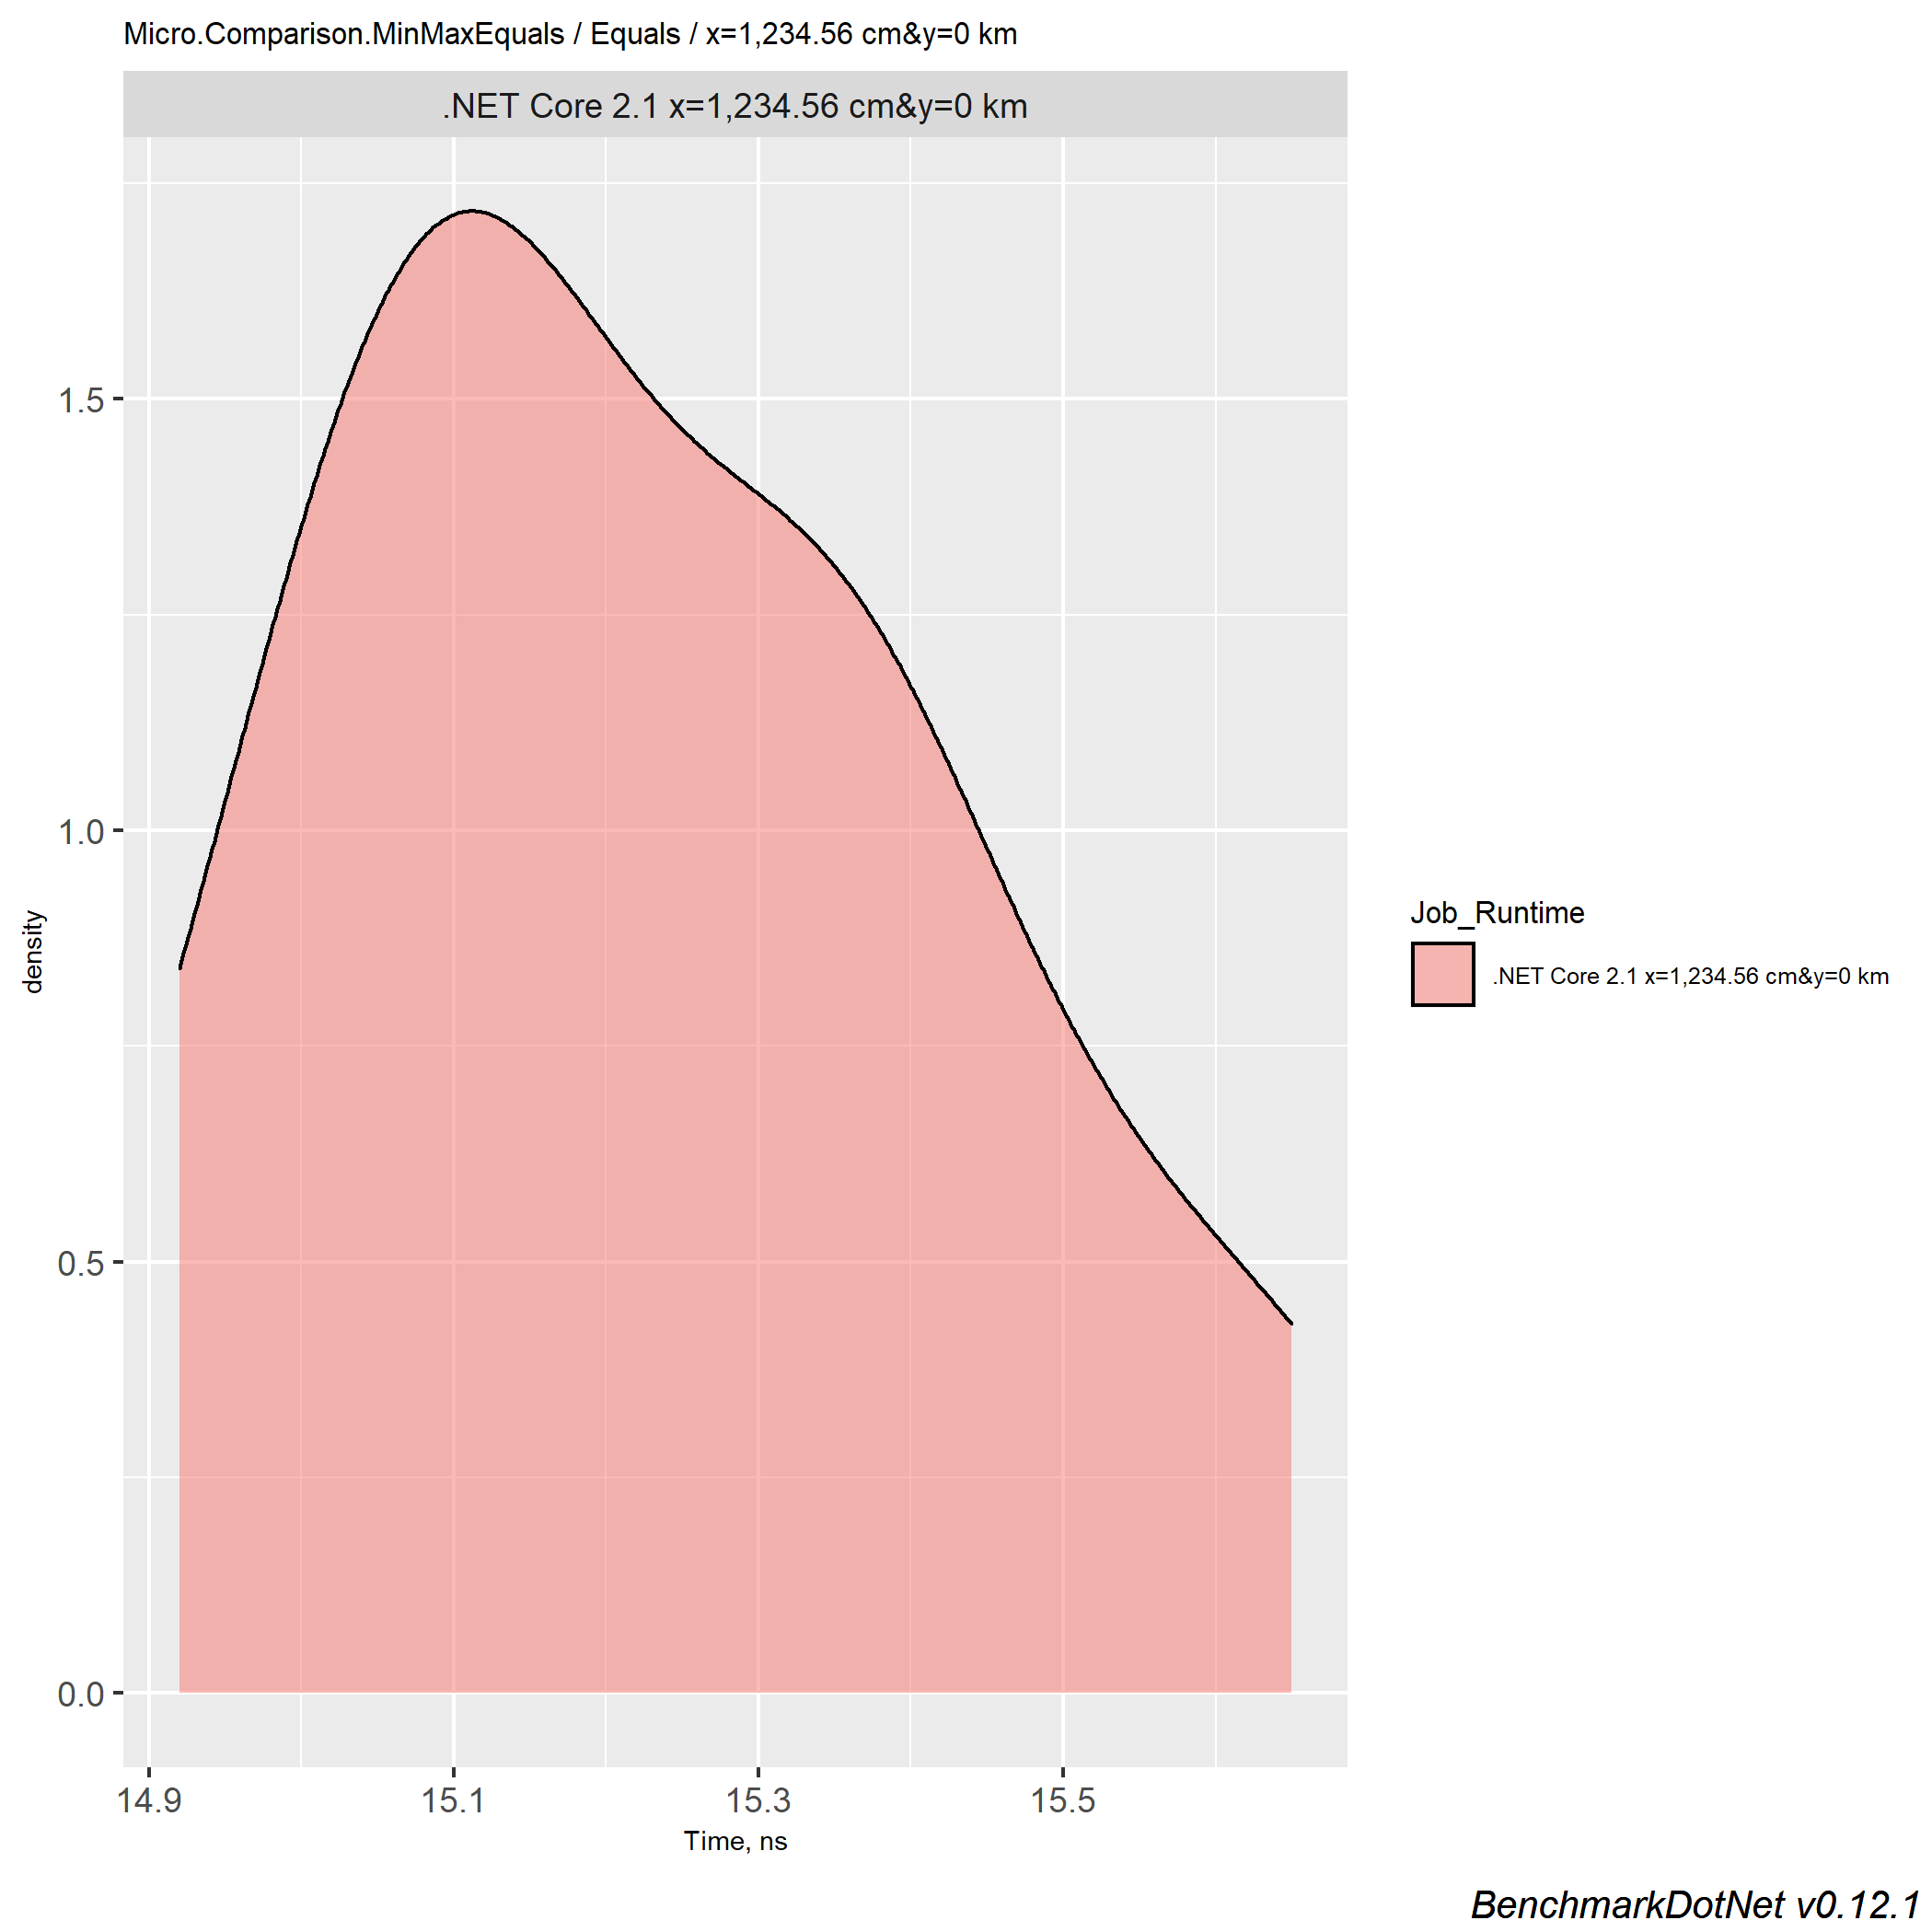 Micro.Comparison.MinMaxEquals / Equals / x=1,234.56 cm&y=0 km
.NET Core 2.1 x=1,234.56 cm&y=0 km
1.5
1.0
0.5
0.0
density
14.9 15.1 15.3 15.5
Time, ns
Job_Runtime
.NET Core 2.1 x=1,234.56 cm&y=0 km
BenchmarkDotNet v0.12.1